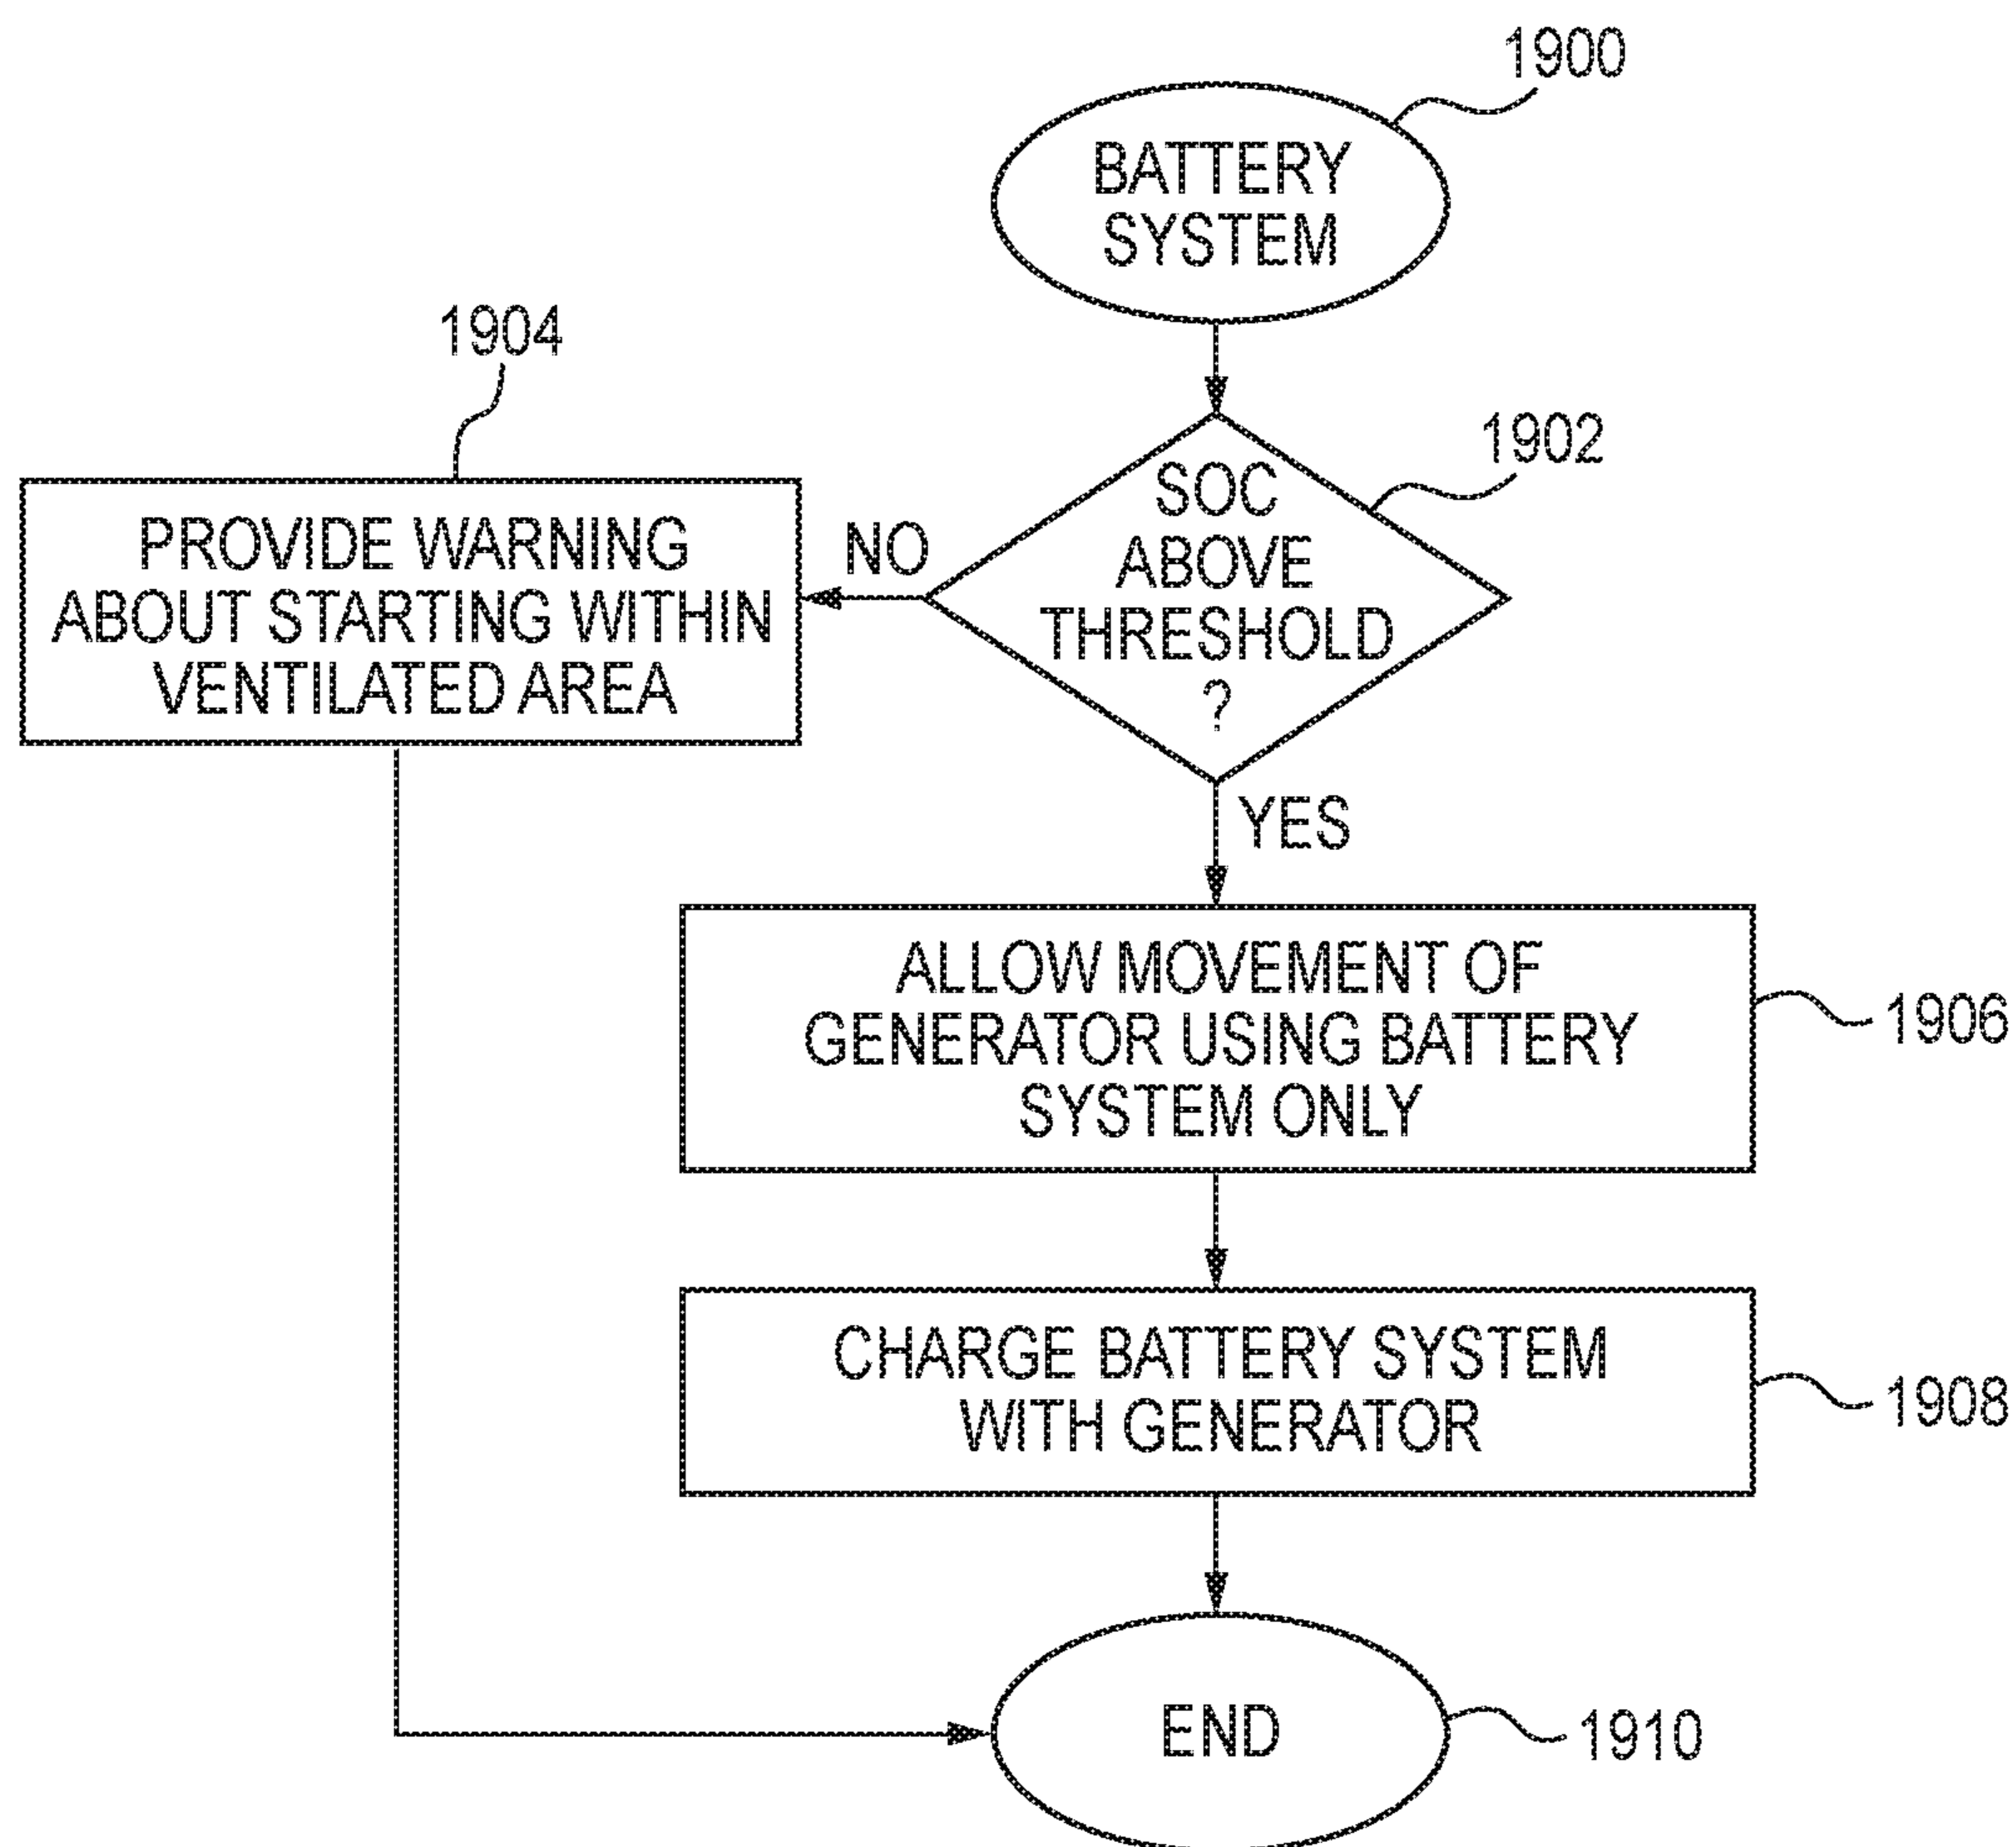 1900
BATTERY
SYSTEM
1904
1902
SOC
ABOVE
THRESHOLD
?
NO
PROVIDE WARNING
ABOUT STARTING WITHIN
VENTILATED AREA
YES
ALLOW MOVEMENT OF
GENERATOR USING BATTERY
SYSTEM ONLY
1906
CHARGE BATTERY SYSTEM
WITH GENERATOR
1908
END
1910